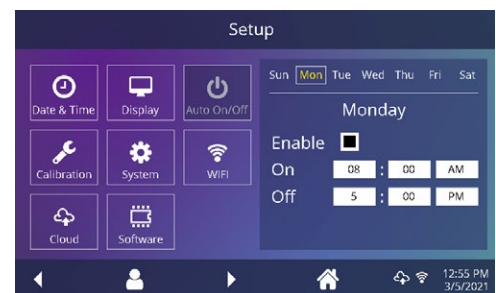 Setup
Date & Time
Display
Auto On/Off
Calibration
System
WIFI
Cloud
Software
Sun Mon Tue Wed Thu Fri Sat
Monday
Enable
On 08 : 00 AM
Off 5 : 00 PM
12:55 PM
3/5/2021